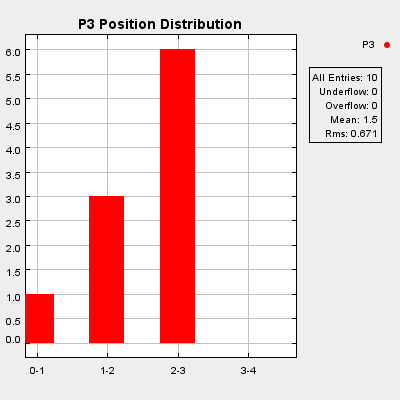 P3 Position Distribution
P3
All Entries: 10
Underflow: 0
Overflow: 0
Mean: 1.5
Rms: 0.671
6.0
5.5
5.0
4.5
4.0
3.5
3.0
2.5
2.0
1.5
1.0
0.5
0.0
0-1 1-2 2-3 3-4